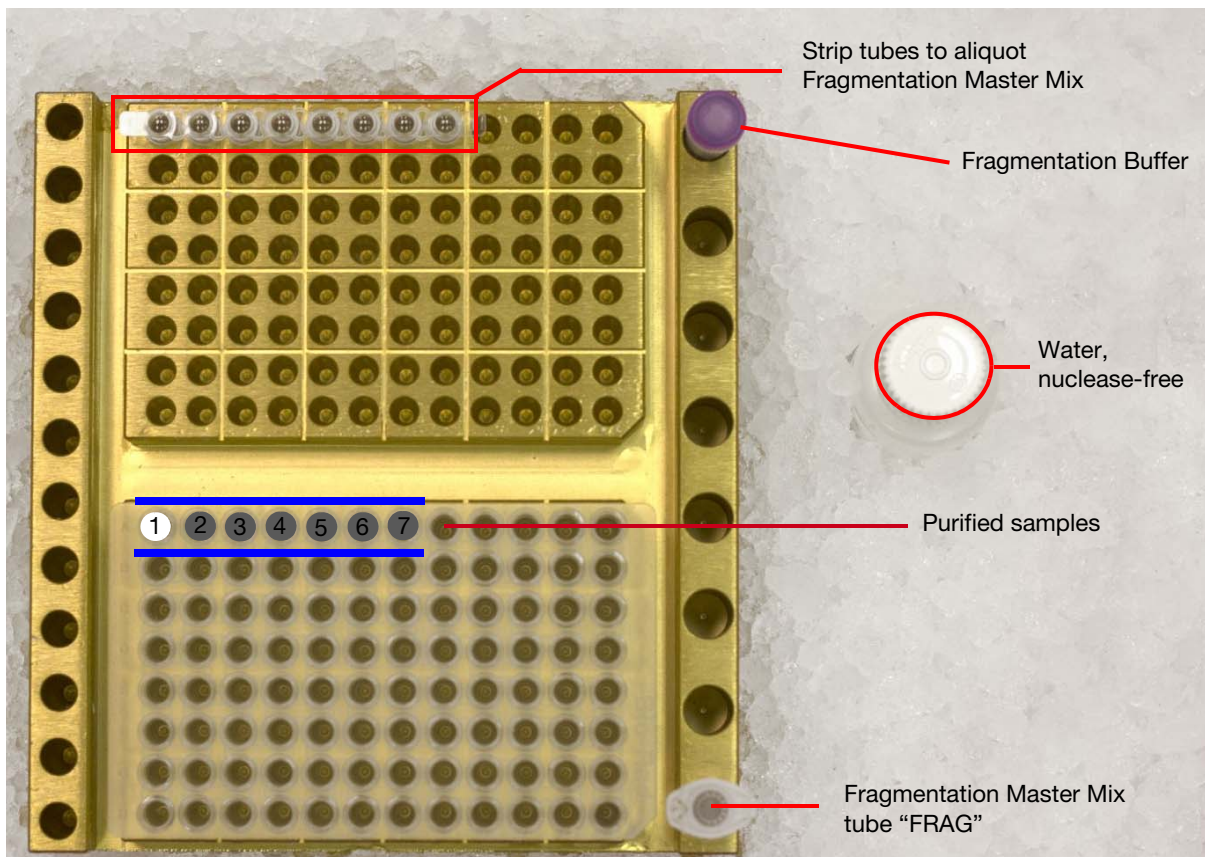 Strip tubes to aliquot
Fragmentation Master Mix
Fragmentation Buffer
Water,
nuclease-free
1 2 3 4 5 6 7
Purified samples
Fragmentation Master Mix
tube “FRAG”